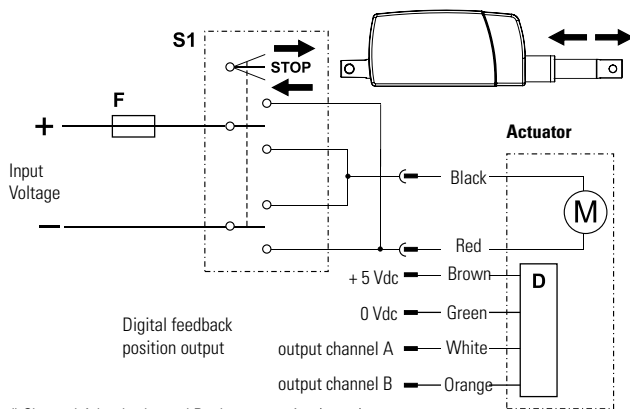 S1
STOP
F
+
Actuator
Input
Voltage
Black
M
–
Red
+ 5 Vdc
Brown
D
0 Vdc
Green
Digital feedback
position output
output channel A
White
output channel B
Orange